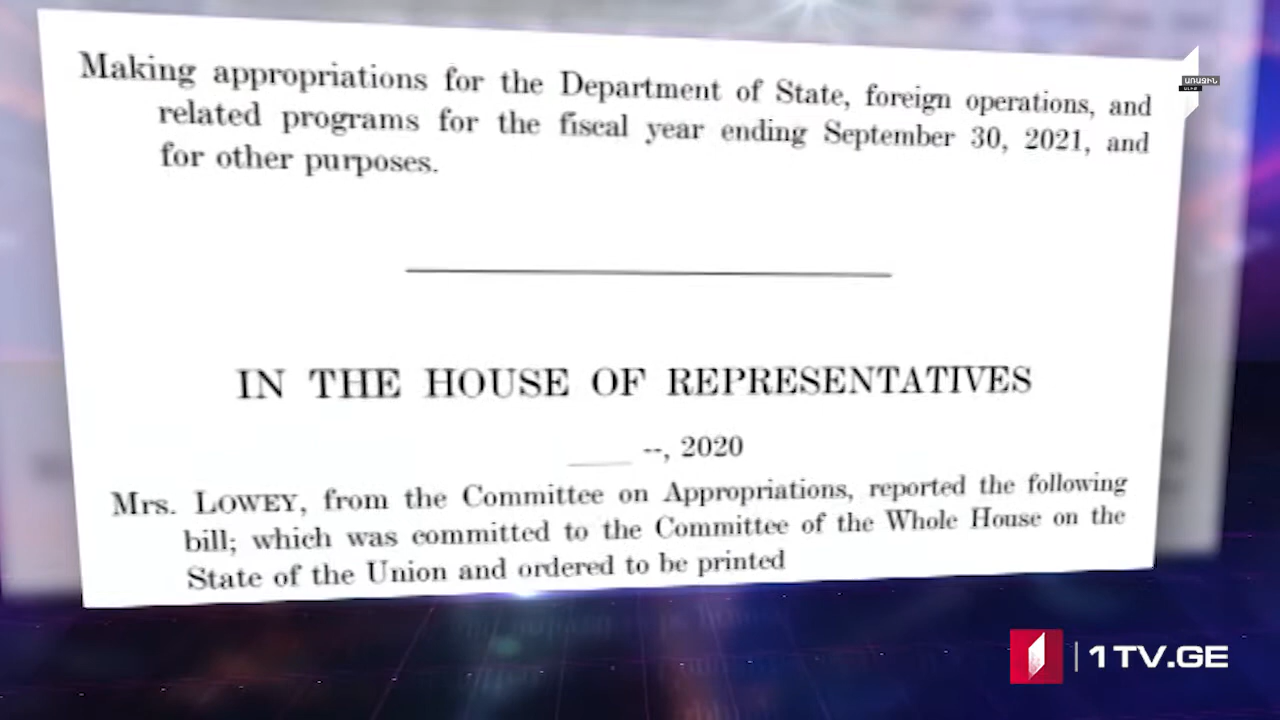 Making appropriations for the Department of State, foreign operations, and
related programs for the fiscal year ending September 30, 2021, and
for other purposes.
IN THE HOUSE OF REPRESENTATIVES
--, 2020
Mrs. LOWEY, from the Committee on Appropriations, reported the following
bill; which was committed to the Committee of the Whole House on the
State of the Union and ordered to be printed
ԱՌԱՋԻՆ
ԱԼԻՔ
1TV.GE